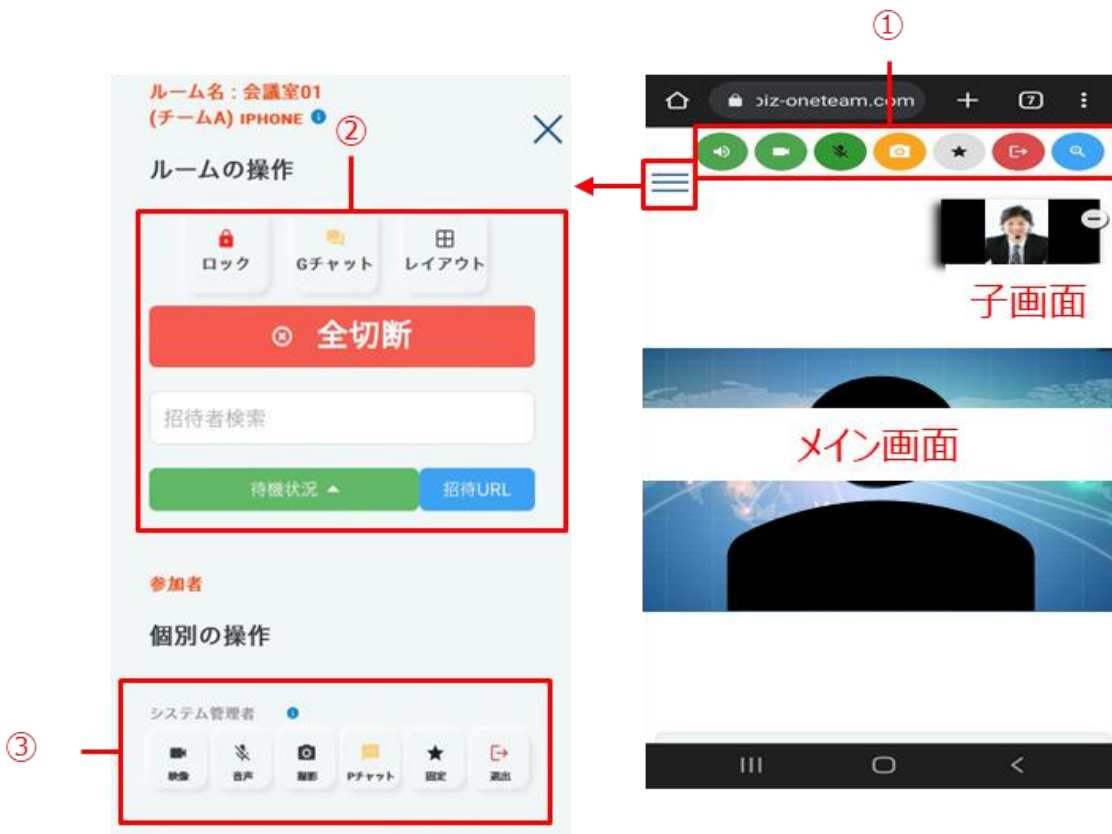 ①
ルーム名:会議室01
(チームA) IPHONE
②
ルームの操作
ロック
Gチャット
レイアウト
全切断
招待者検索
待機状況
招待URL
参加者
個別の操作
③
システム管理者
映像
音声
撮影
Pチャット
固定
退出
piz-oneteam.com
7
子画面
メイン画面